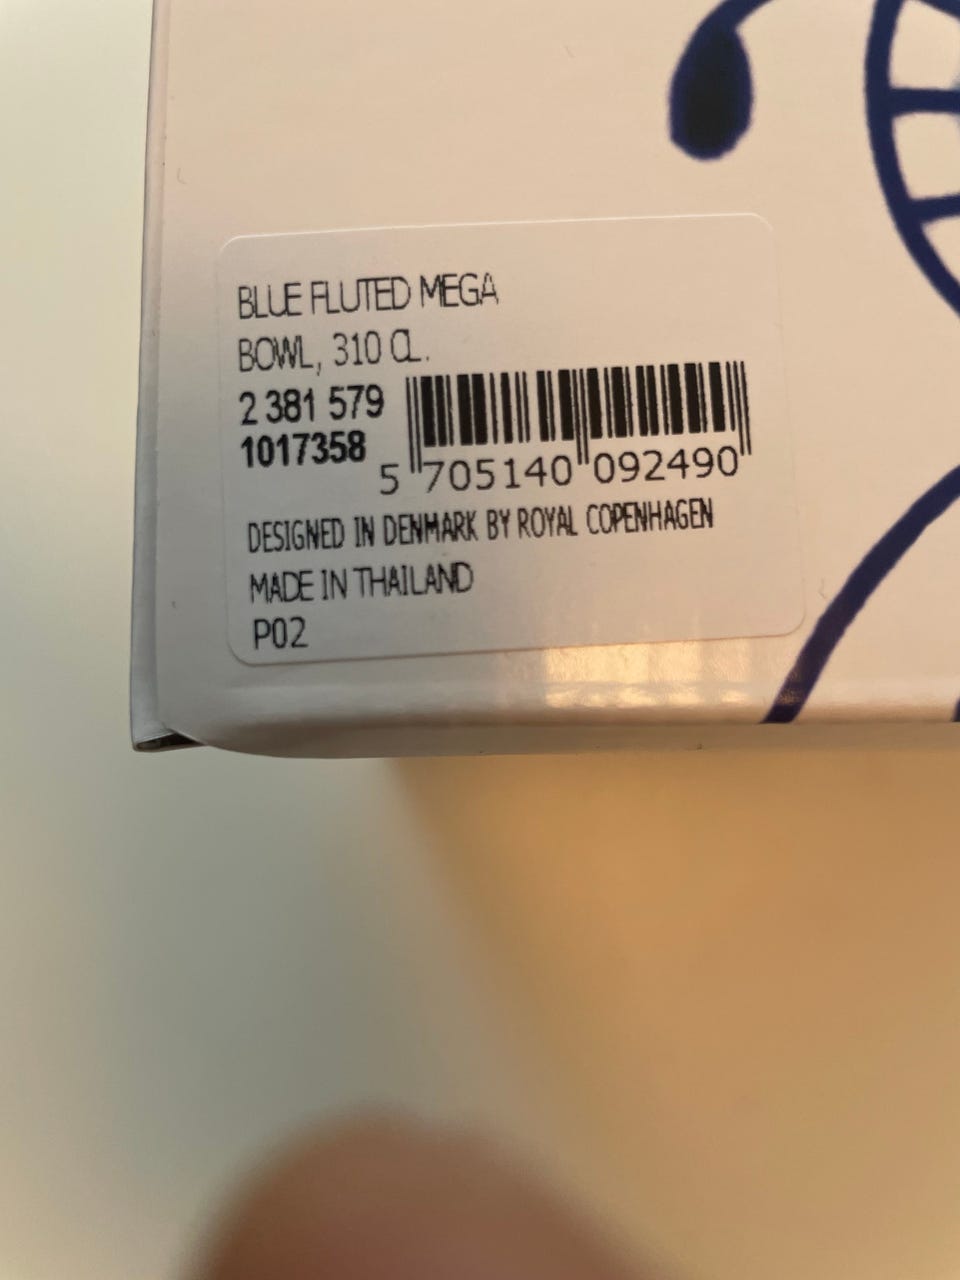 BLUE FLUTED MEGA
BOWL, 310 CL.
2 381 579
1017358
5 705140 092490
DESIGNED IN DENMARK BY ROYAL COPENHAGEN
MADE IN THAILAND
P02